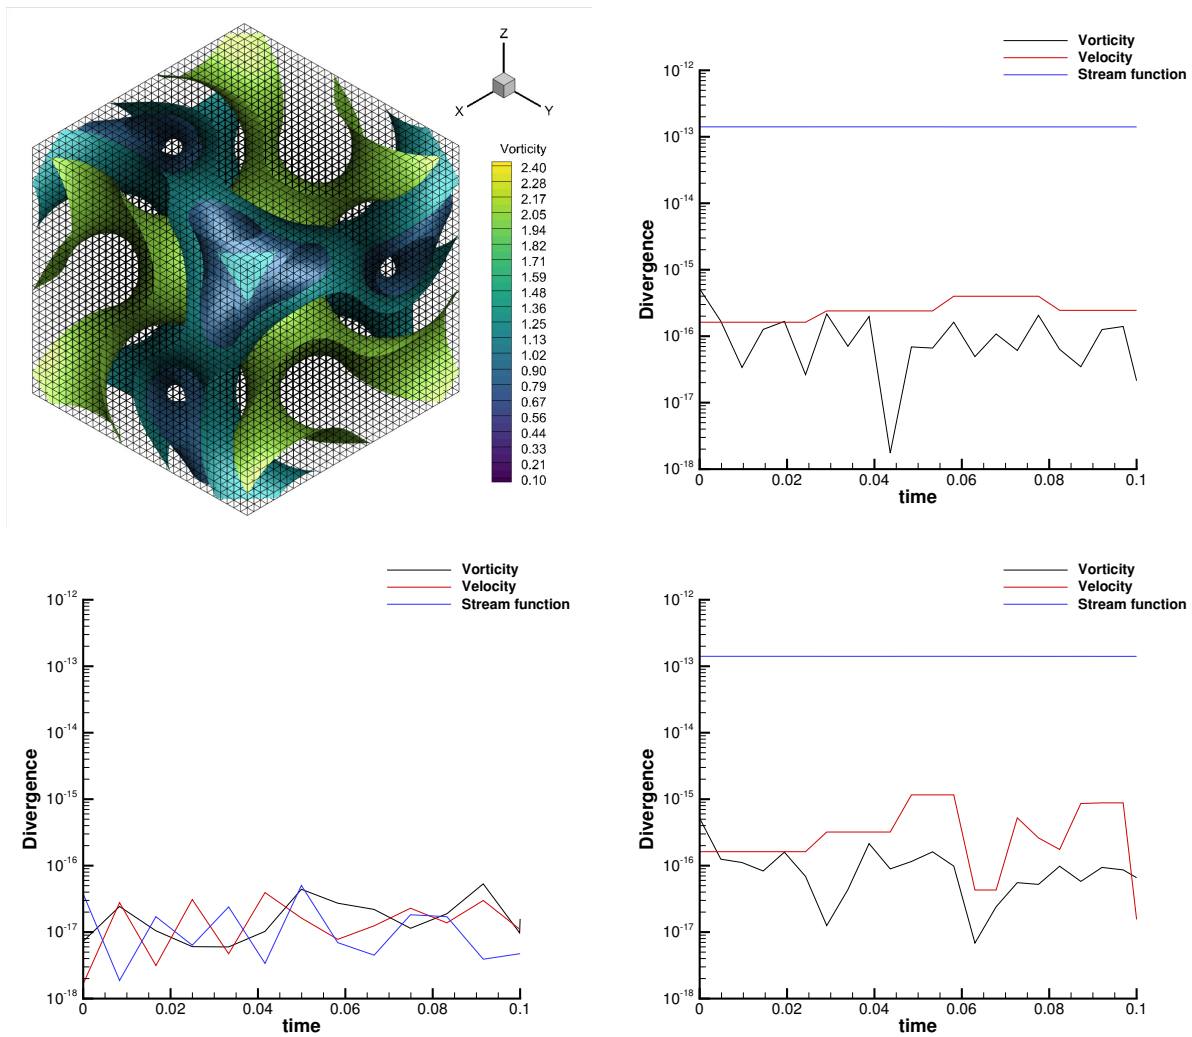 Z
X
Y
Vorticity
2.40
2.28
2.17
2.05
1.94
1.82
1.71
1.59
1.48
1.36
1.25
1.13
1.02
0.90
0.79
0.67
0.56
0.44
0.33
0.21
0.10
Vorticity
Velocity
Stream function
10⁻¹²
10⁻¹³
10⁻¹⁴
10⁻¹⁵
10⁻¹⁶
10⁻¹⁷
10⁻¹⁸
Divergence
0 0.02 0.04 0.06 0.08 0.1
time
Vorticity
Velocity
Stream function
10⁻¹²
10⁻¹³
10⁻¹⁴
10⁻¹⁵
10⁻¹⁶
10⁻¹⁷
10⁻¹⁸
Divergence
0 0.02 0.04 0.06 0.08 0.1
time
Vorticity
Velocity
Stream function
10⁻¹²
10⁻¹³
10⁻¹⁴
10⁻¹⁵
10⁻¹⁶
10⁻¹⁷
10⁻¹⁸
Divergence
0 0.02 0.04 0.06 0.08 0.1
time